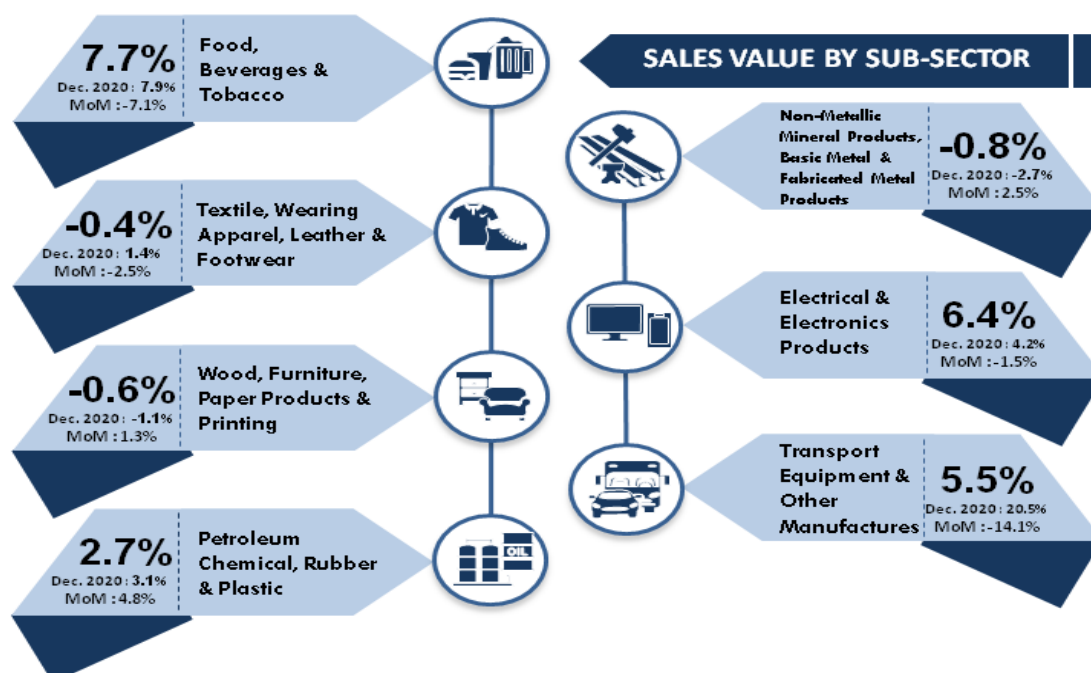 SALES VALUE BY SUB-SECTOR
7.7%
Dec. 2020 : 7.9%
MoM :-7.1%
Food,
Beverages &
Tobacco
-0.4%
Dec. 2020 : 1.4%
MoM :-2.5%
Textile, Wearing
Apparel, Leather &
Footwear
-0.6%
Dec. 2020 : -1.1%
MoM : 1.3%
Wood, Furniture,
Paper Products &
Printing
2.7%
Dec. 2020 : 3.1%
MoM : 4.8%
Petroleum
Chemical, Rubber
& Plastic
OIL
Non-Metallic
Mineral Products,
Basic Metal &
Fabricated Metal
Products
-0.8%
Dec. 2020 : -2.7%
MoM : 2.5%
Electrical &
Electronics
Products
6.4%
Dec. 2020 : 4.2%
MoM :-1.5%
Transport
Equipment &
Other
Manufactures
5.5%
Dec. 2020 : 20.5%
MoM :-14.1%